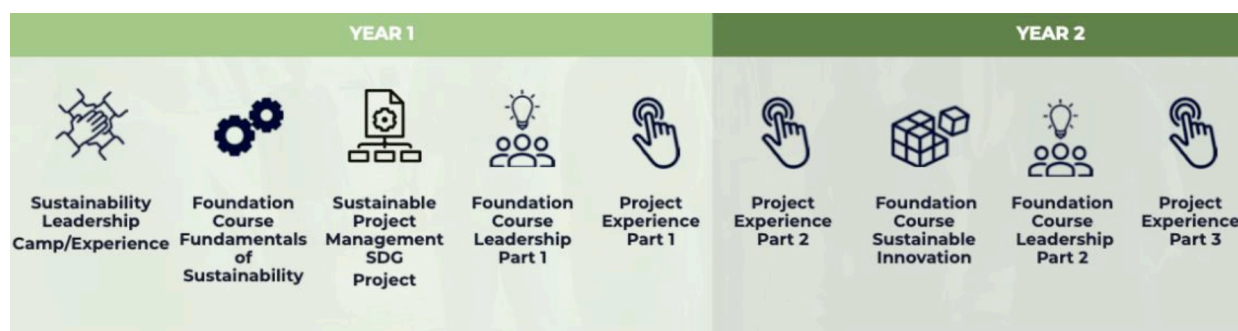 YEAR 1
YEAR 2
Sustainability
Leadership
Camp/Experience
Foundation
Course
Fundamentals
of
Sustainability
Sustainable
Project
Management
SDG
Project
Foundation
Course
Leadership
Part 1
Project
Experience
Part 1
Project
Experience
Part 2
Foundation
Course
Sustainable
Innovation
Foundation
Course
Leadership
Part 2
Project
Experience
Part 3